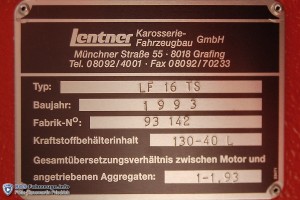 Lentner Karosserie-
Fahrzeugbau GmbH
Münchner Straße 55 - 8018 Grafing
Tel. 08092/4001 - Fax 08092/70233
Typ: LF 16 TS
Baujahr: 1993
Fabrik-Nº: 93 142
Kraftstoffbehälterinhalt 130-40 L
Gesamtübersetzungsverhältnis zwischen Motor und
angetriebenen Aggregaten: 1-1,93